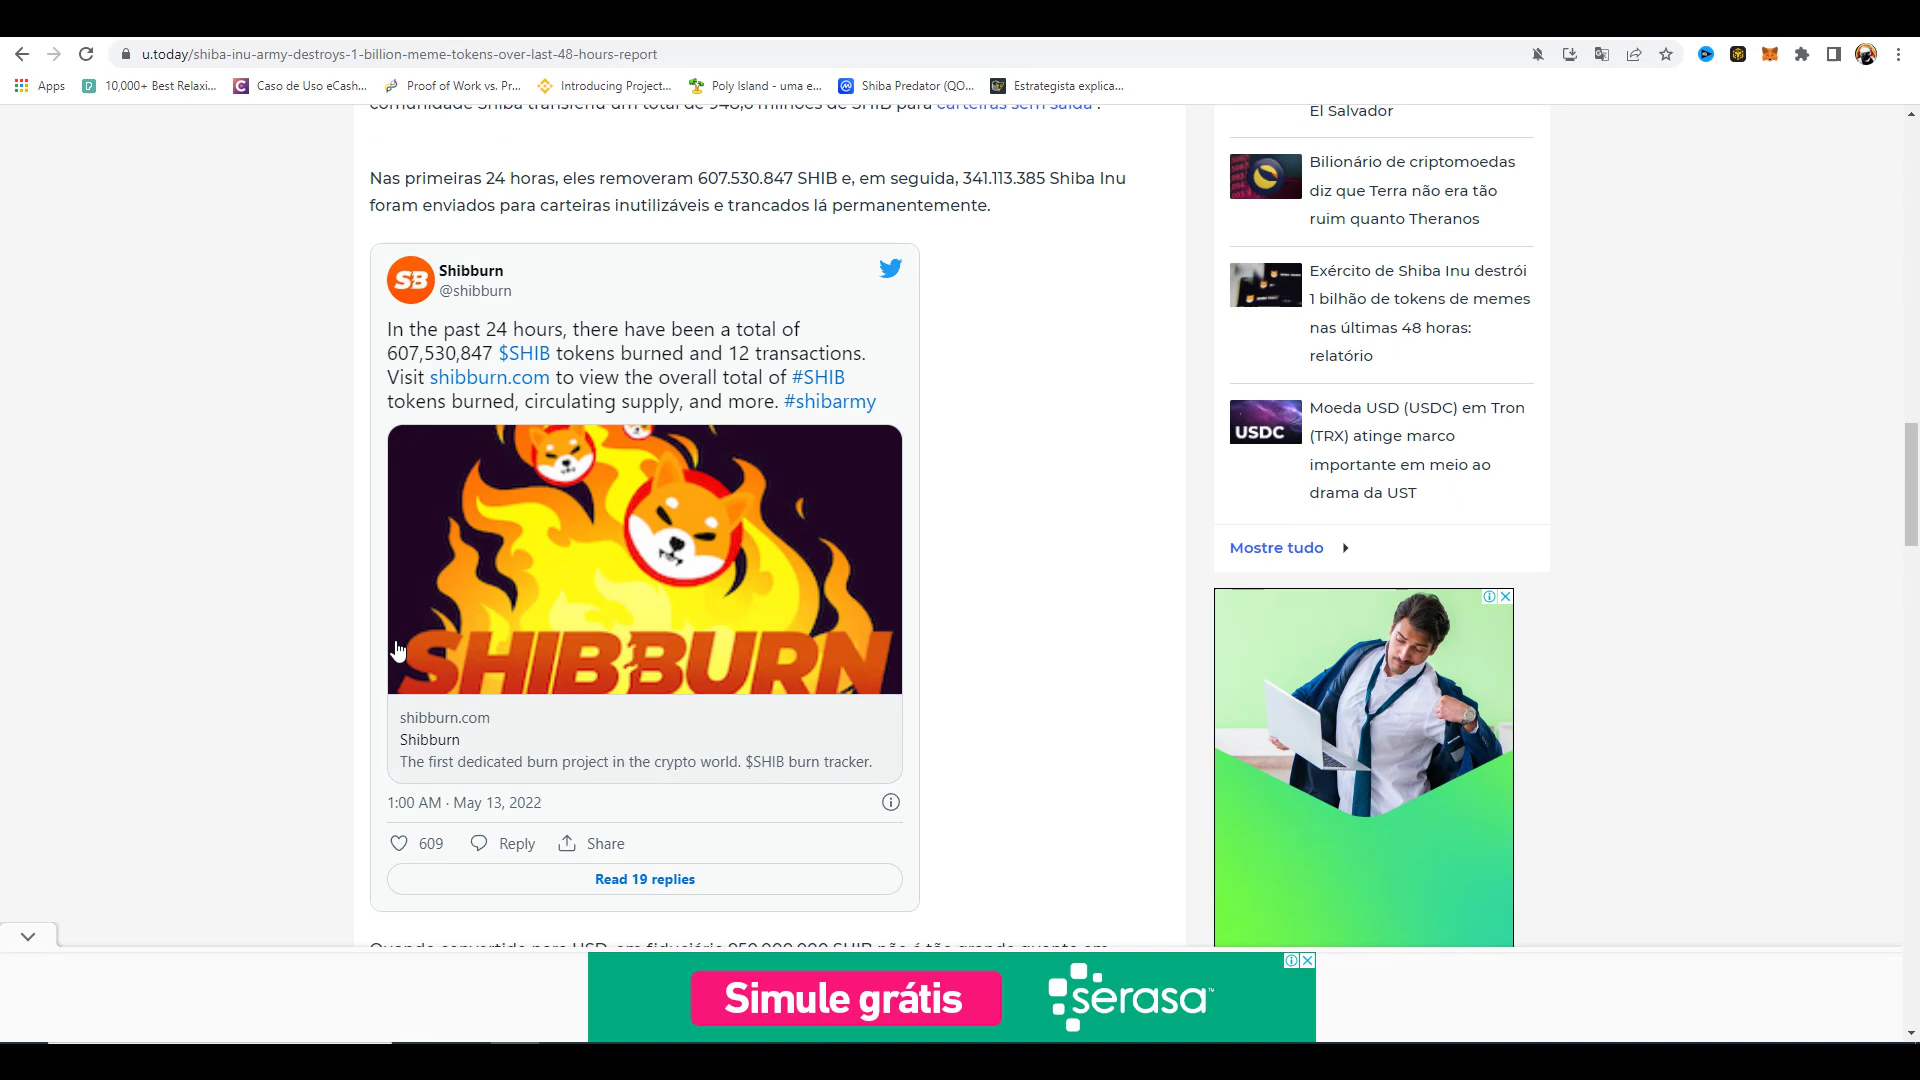 u.today/shiba-inu-army-destroys-1-billion-meme-tokens-over-last-48-hours-report
Apps
10,000+ Best Relaxi...
Caso de Uso eCash...
Proof of Work vs. Pr...
Introducing Project...
Poly Island - uma e...
Shiba Predator (QO...
Estrategista explica...
comunidade Shiba transferiu um total de 948,6 milhões de SHIB para carteiras sem saída .
Nas primeiras 24 horas, eles removeram 607.530.847 SHIB e, em seguida, 341.113.385 Shiba Inu
foram enviados para carteiras inutilizáveis e trancados lá permanentemente.
SB
Shibburn
@shibburn
In the past 24 hours, there have been a total of
607,530,847 $SHIB tokens burned and 12 transactions.
Visit shibburn.com to view the overall total of #SHIB
tokens burned, circulating supply, and more. #shibarmy
SHIBBURN
shibburn.com
Shibburn
The first dedicated burn project in the crypto world. $SHIB burn tracker.
1:00 AM · May 13, 2022
609
Reply
Share
Read 19 replies
Quando convertido para USD, em fiduciário 950.000.000 SHIB não é tão grande quanto em
El Salvador
Bilionário de criptomoedas
diz que Terra não era tão
ruim quanto Theranos
Exército de Shiba Inu destrói
1 bilhão de tokens de memes
nas últimas 48 horas:
relatório
USDC
Moeda USD (USDC) em Tron
(TRX) atinge marco
importante em meio ao
drama da UST
Mostre tudo
Simule grátis
serasa™